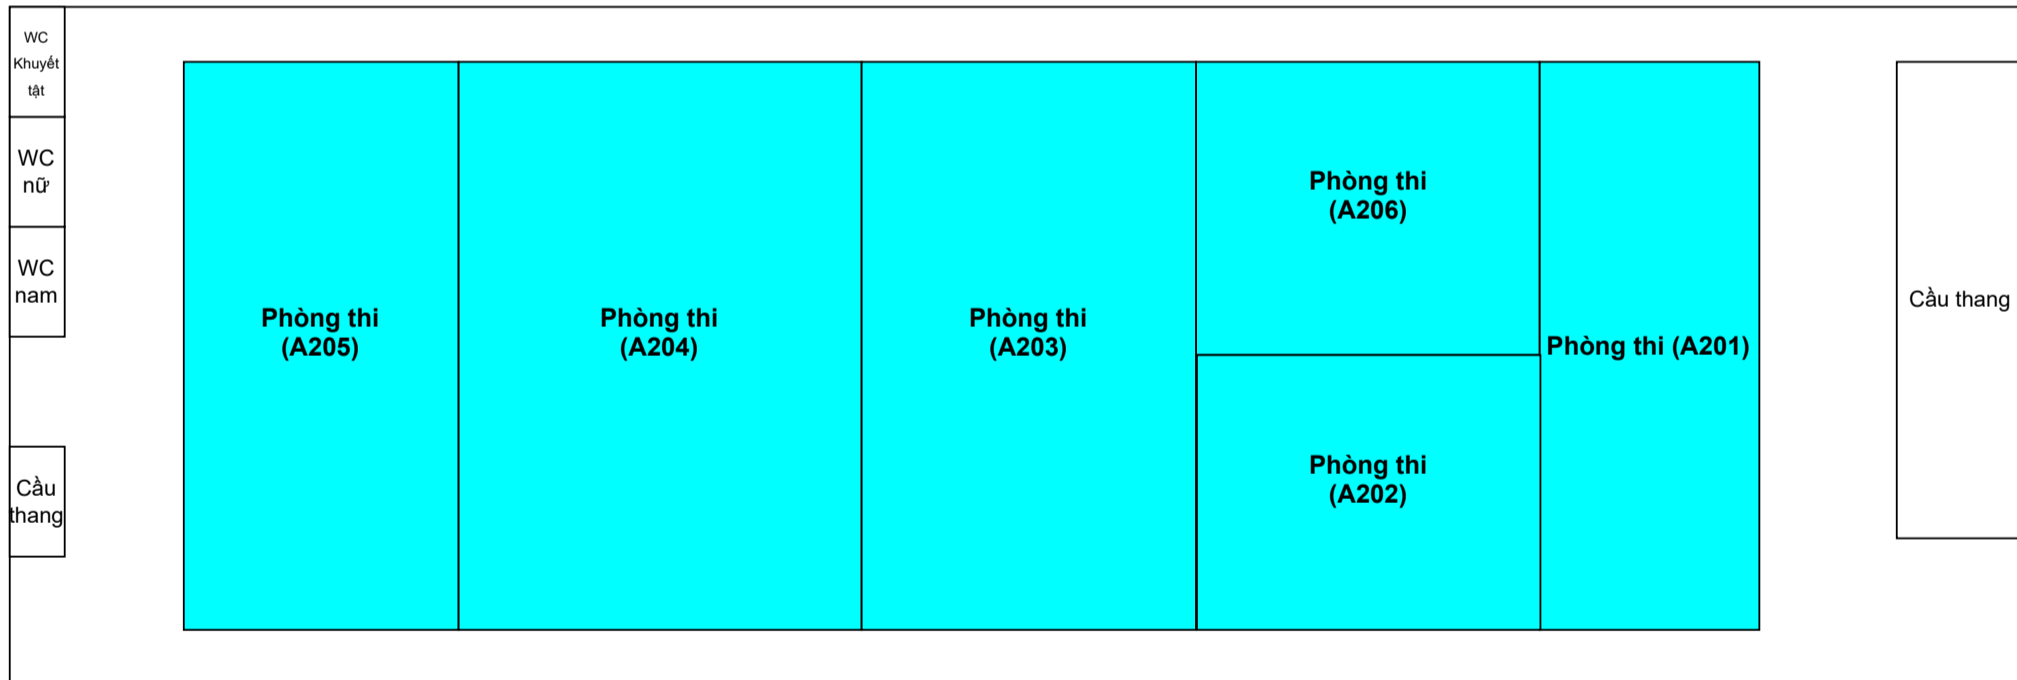 WC
Khuyết
tật
WC
nữ
WC
nam
Cầu
thang
Phòng thi
(A205)
Phòng thi
(A204)
Phòng thi
(A203)
Phòng thi
(A206)
Phòng thi
(A202)
Phòng thi (A201)
Cầu thang